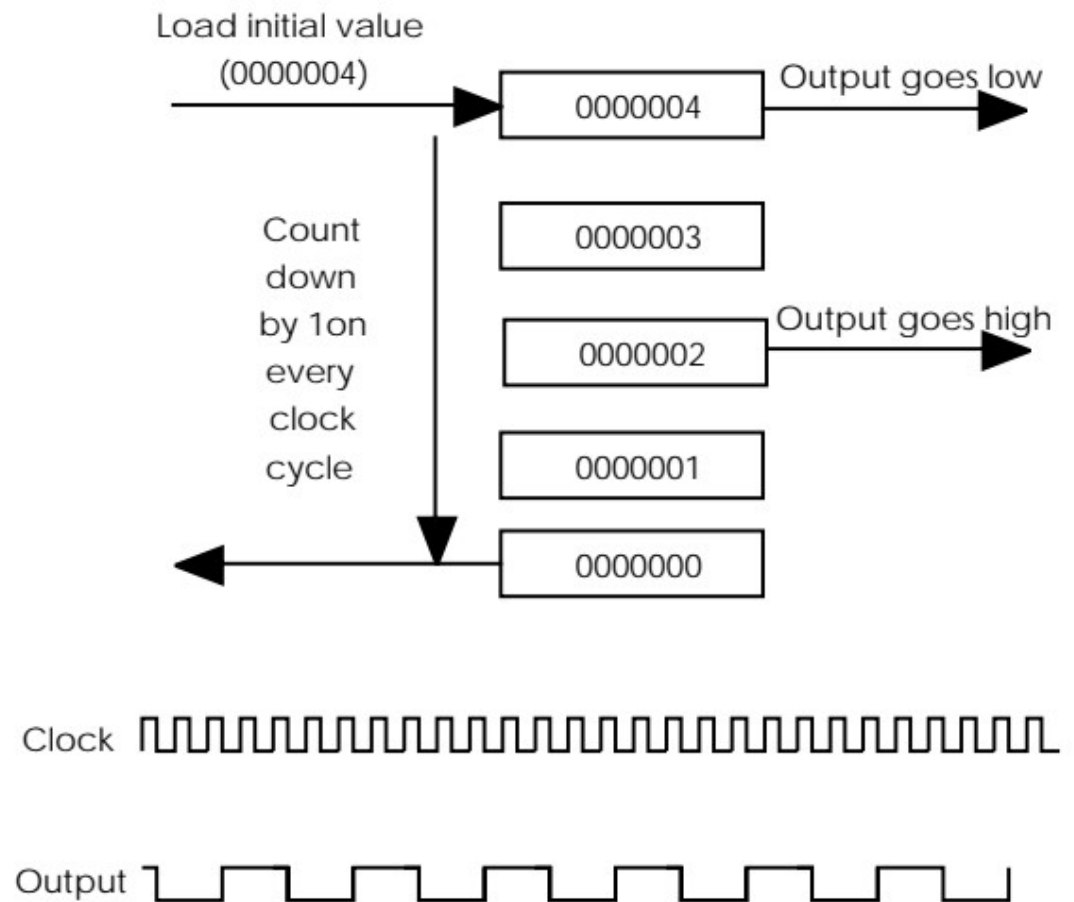 Load initial value
(0000004)
0000004
Output goes low
Count
down
by 1on
every
clock
cycle
0000003
0000002
Output goes high
0000001
0000000
Clock
Output